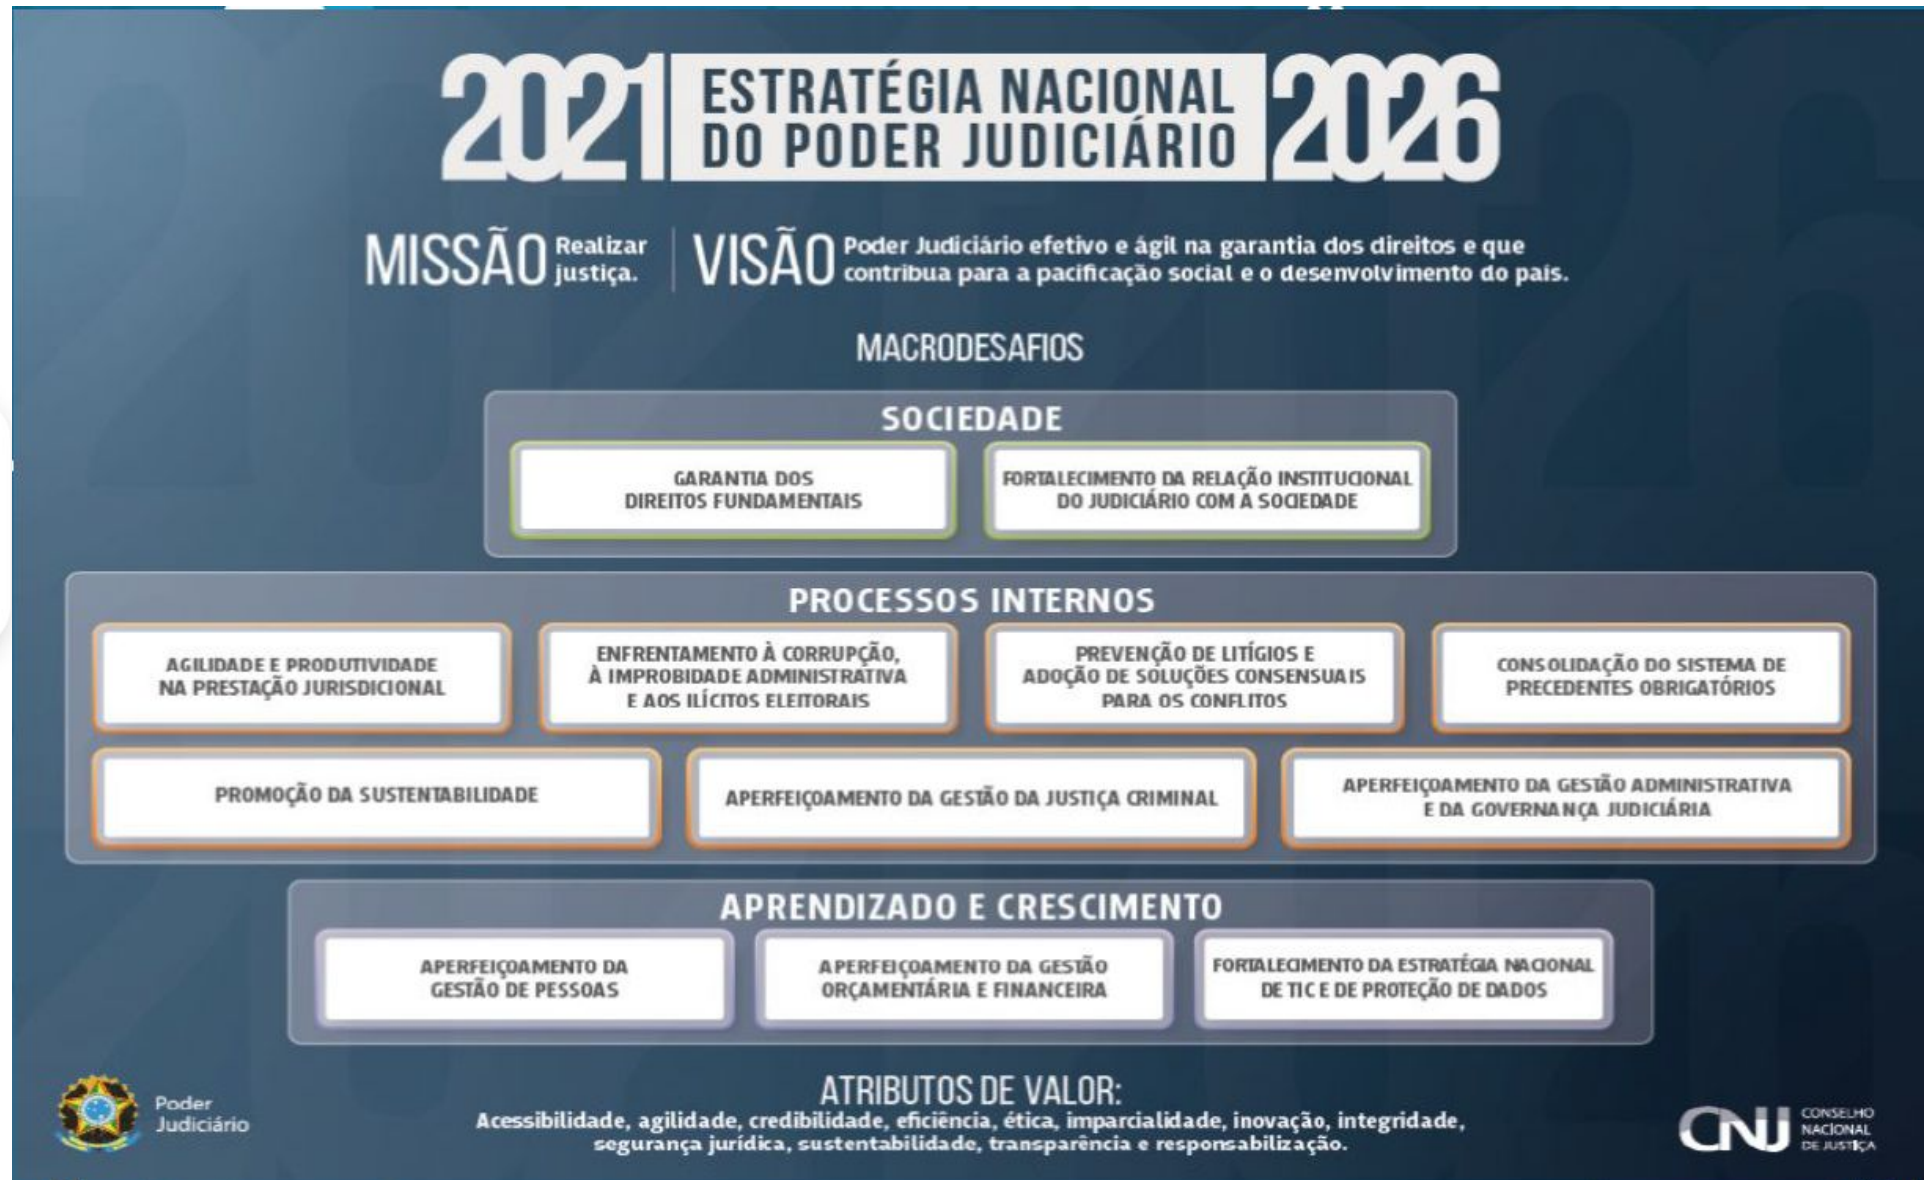 2021 ESTRATÉGIA NACIONAL DO PODER JUDICIÁRIO 2026
MISSÃO Realizar justiça.
VISÃO Poder Judiciário efetivo e ágil na garantia dos direitos e que
contribua para a pacificação social e o desenvolvimento do país.
MACRODESAFIOS
SOCIEDADE
GARANTIA DOS
DIREITOS FUNDAMENTAIS
FORTALECIMENTO DA RELAÇÃO INSTITUCIONAL
DO JUDICIÁRIO COM A SOCIEDADE
PROCESSOS INTERNOS
AGILIDADE E PRODUTIVIDADE
NA PRESTAÇÃO JURISDICIONAL
ENFRENTAMENTO À CORRUPÇÃO,
À IMPROBIDADE ADMINISTRATIVA
E AOS ILÍCITOS ELEITORAIS
PREVENÇÃO DE LITÍGIOS E
ADOÇÃO DE SOLUÇÕES CONSENSUAIS
PARA OS CONFLITOS
CONSOLIDAÇÃO DO SISTEMA DE
PRECEDENTES OBRIGATÓRIOS
PROMOÇÃO DA SUSTENTABILIDADE
APERFEIÇOAMENTO DA GESTÃO DA JUSTIÇA CRIMINAL
APERFEIÇOAMENTO DA GESTÃO ADMINISTRATIVA
E DA GOVERNANÇA JUDICIÁRIA
APRENDIZADO E CRESCIMENTO
APERFEIÇOAMENTO DA
GESTÃO DE PESSOAS
APERFEIÇOAMENTO DA GESTÃO
ORÇAMENTÁRIA E FINANCEIRA
FORTALECIMENTO DA ESTRATÉGIA NACIONAL
DE TIC E DE PROTEÇÃO DE DADOS
ATRIBUTOS DE VALOR:
Acessibilidade, agilidade, credibilidade, eficiência, ética, imparcialidade, inovação, integridade,
segurança jurídica, sustentabilidade, transparência e responsabilização.
Poder
Judiciário
CNJ
CONSELHO
NACIONAL
DE JUSTIÇA